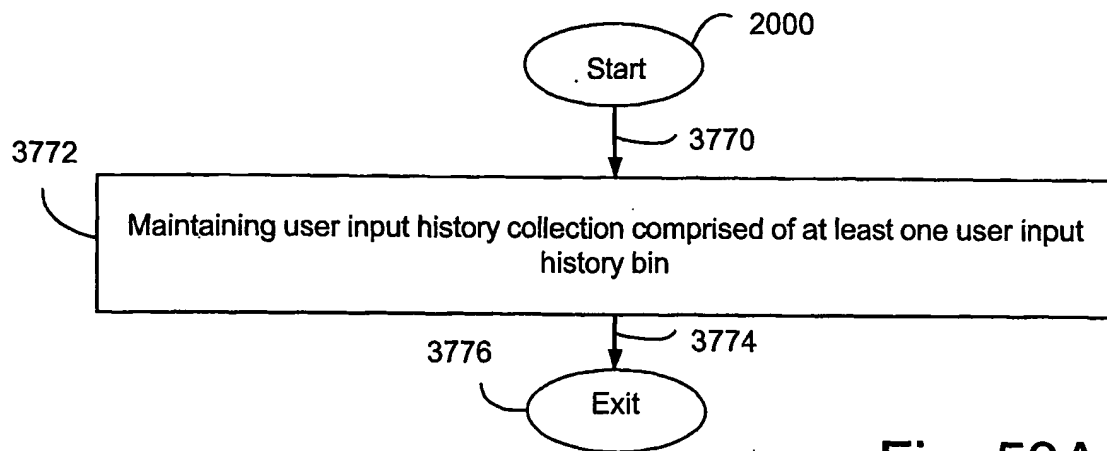 2000
Start
3770
3772
Maintaining user input history collection comprised of at least one user input
history bin
3774
3776
Exit